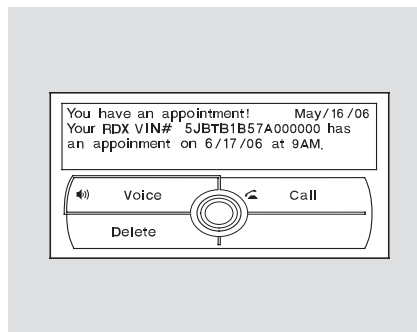 You have an appointment! May/16/06
Your RDX VIN# 5JBTB1B57A000000 has
an appoinment on 6/17/06 at 9AM.
Voice Call
Delete